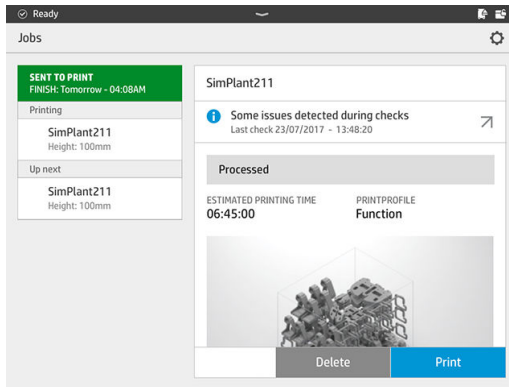 Ready
Jobs
SENT TO PRINT
FINISH: Tomorrow - 04:08AM
Printing
SimPlant211
Height: 100mm
Up next
SimPlant211
Height: 100mm
SimPlant211
Some issues detected during checks
Last check 23/07/2017 - 13:48:20
Processed
ESTIMATED PRINTING TIME
06:45:00
PRINTPROFILE
Function
Delete
Print